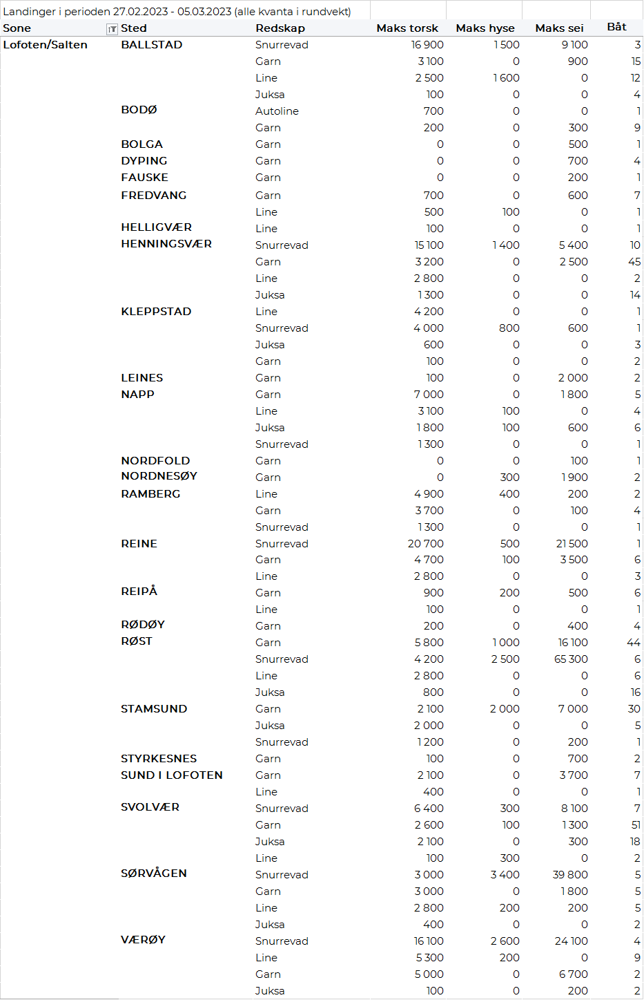 Landinger i perioden 27.02.2023 - 05.03.2023 (alle kvanta i rundvekt)
Sone Sted Redskap Maks torsk Maks hyse Maks sei Båt
Lofoten/Salten BALLSTAD Snurrevad 16 900 1 500 9 100 3
Garn 3 100 0 900 15
Line 2 500 1 600 0 12
Juksa 100 0 0 4
BODØ Autoline 700 0 0 1
Garn 200 0 300 9
BOLGA Garn 0 0 500 1
DYPING Garn 0 0 700 4
FAUSKE Garn 0 0 200 1
FREDVANG Garn 700 0 600 7
Line 500 100 0 1
HELLIGVÆR Line 100 0 0 1
HENNINGSVÆR Snurrevad 15 100 1 400 5 400 10
Garn 3 200 0 2 500 45
Line 2 800 0 0 2
Juksa 1 300 0 0 14
KLEPPSTAD Line 4 200 0 0 1
Snurrevad 4 000 800 600 1
Juksa 600 0 0 3
Garn 100 0 0 2
LEINES Garn 100 0 2 000 2
NAPP Garn 7 000 0 1 800 5
Line 3 100 100 0 4
Juksa 1 800 100 600 6
Snurrevad 1 300 0 0 1
NORDFOLD Garn 0 0 100 1
NORDNESØY Garn 0 300 1 900 2
RAMBERG Line 4 900 400 200 2
Garn 3 700 0 100 4
Snurrevad 1 300 0 0 1
REINE Snurrevad 20 700 500 21 500 1
Garn 4 700 100 3 500 6
Line 2 800 0 0 3
REIPÅ Garn 900 200 500 6
Line 100 0 0 1
RØDØY Garn 200 0 400 4
RØST Garn 5 800 1 000 16 100 44
Snurrevad 4 200 2 500 65 300 6
Line 2 800 0 0 6
Juksa 800 0 0 16
STAMSUND Garn 2 100 2 000 7 000 30
Juksa 2 000 0 0 5
Snurrevad 1 200 0 200 1
STYRKESNES Garn 100 0 700 2
SUND I LOFOTEN Garn 2 100 0 3 700 7
Line 400 0 0 1
SVOLVÆR Snurrevad 6 400 300 8 100 7
Garn 2 600 100 1 300 51
Juksa 2 100 0 300 18
Line 100 300 0 2
SØRVÅGEN Snurrevad 3 000 3 400 39 800 5
Garn 3 000 0 1 800 5
Line 2 800 200 200 5
Juksa 400 0 0 2
VÆRØY Snurrevad 16 100 2 600 24 100 4
Line 5 300 200 0 9
Garn 5 000 0 6 700 2
Juksa 100 0 200 2